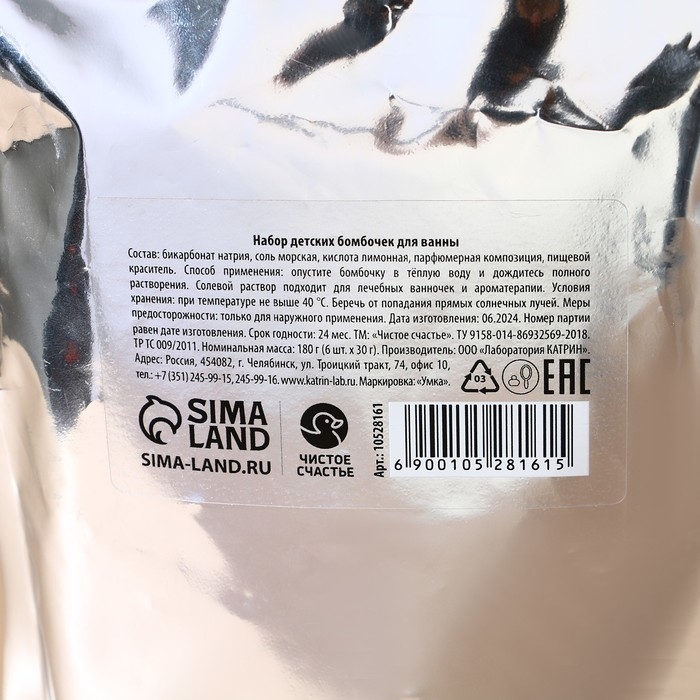 Набор детских бомбочек для ванны
Состав: бикарбонат натрия, соль морская, кислота лимонная, парфюмерная композиция, пищевой
краситель. Способ применения: опустите бомбочку в тёплую воду и дождитесь полного
растворения. Солевой раствор подходит для лечебных ванночек и ароматерапии. Условия
хранения: при температуре не выше 40 °С. Беречь от попадания прямых солнечных лучей. Меры
предосторожности: только для наружного применения. Дата изготовления: 06.2024. Номер партии
равен дате изготовления. Срок годности: 24 мес. ТМ: «Чистое счастье». ТУ 9158-014-86932569-2018.
ТР ТС 009/2011. Номинальная масса: 180 г (6 шт. х 30 г). Производитель: ООО «Лаборатория КАТРИН».
Адрес: Россия, 454082, г. Челябинск, ул. Троицкий тракт, 74, офис 10,
тел.: +7 (351) 245-99-15, 245-99-16. www.katrin-lab.ru. Маркировка: «Умка».
03
EAC
SIMA
LAND
SIMA-LAND.RU
ЧИСТОЕ
СЧАСТЬЕ
Арт.: 10528161
6 900105 281615